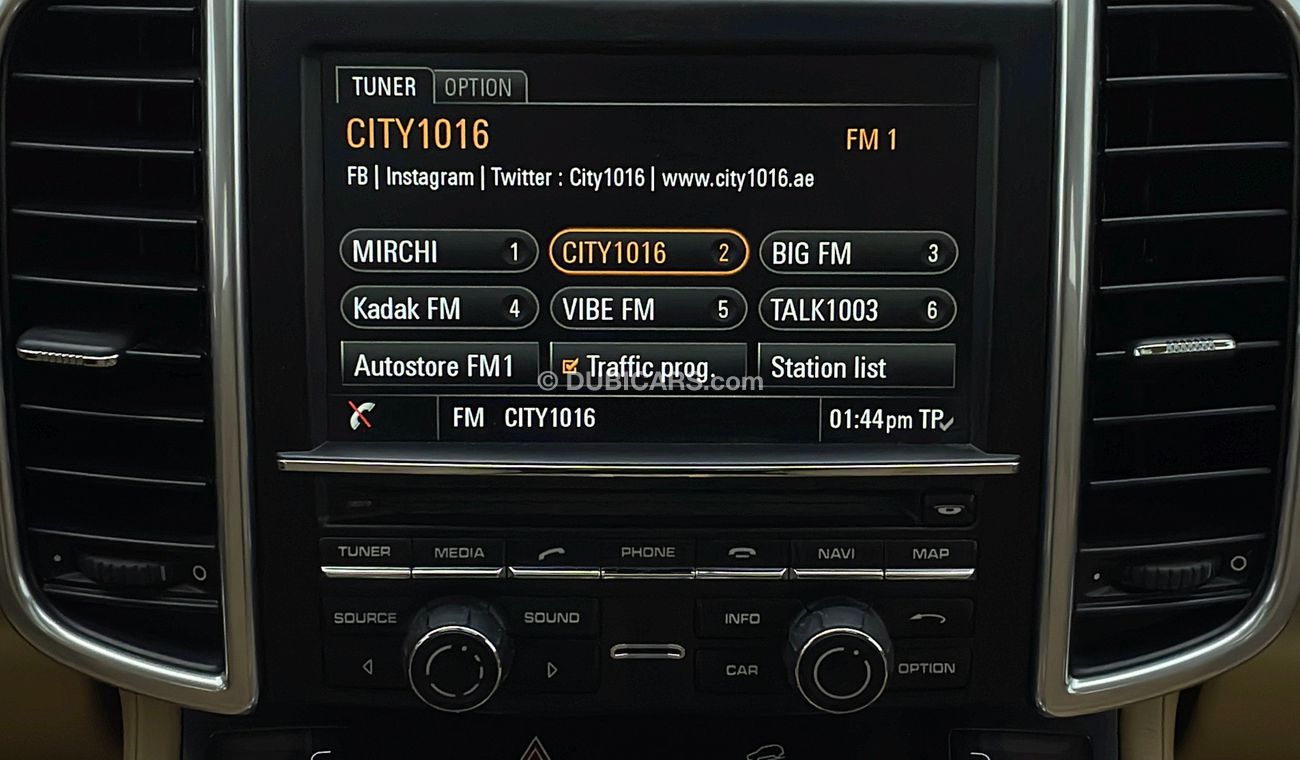 TUNER OPTION
CITY1016 FM 1
FB | Instagram | Twitter : City1016 | www.city1016.ae
MIRCHI 1 CITY1016 2 BIG FM 3
Kadak FM 4 VIBE FM 5 TALK1003 6
Autostore FM1 Traffic prog. Station list
© DUBICARS.com
FM CITY1016 01:44pm TP
TUNER MEDIA PHONE NAVI MAP
SOURCE SOUND INFO
CAR OPTION